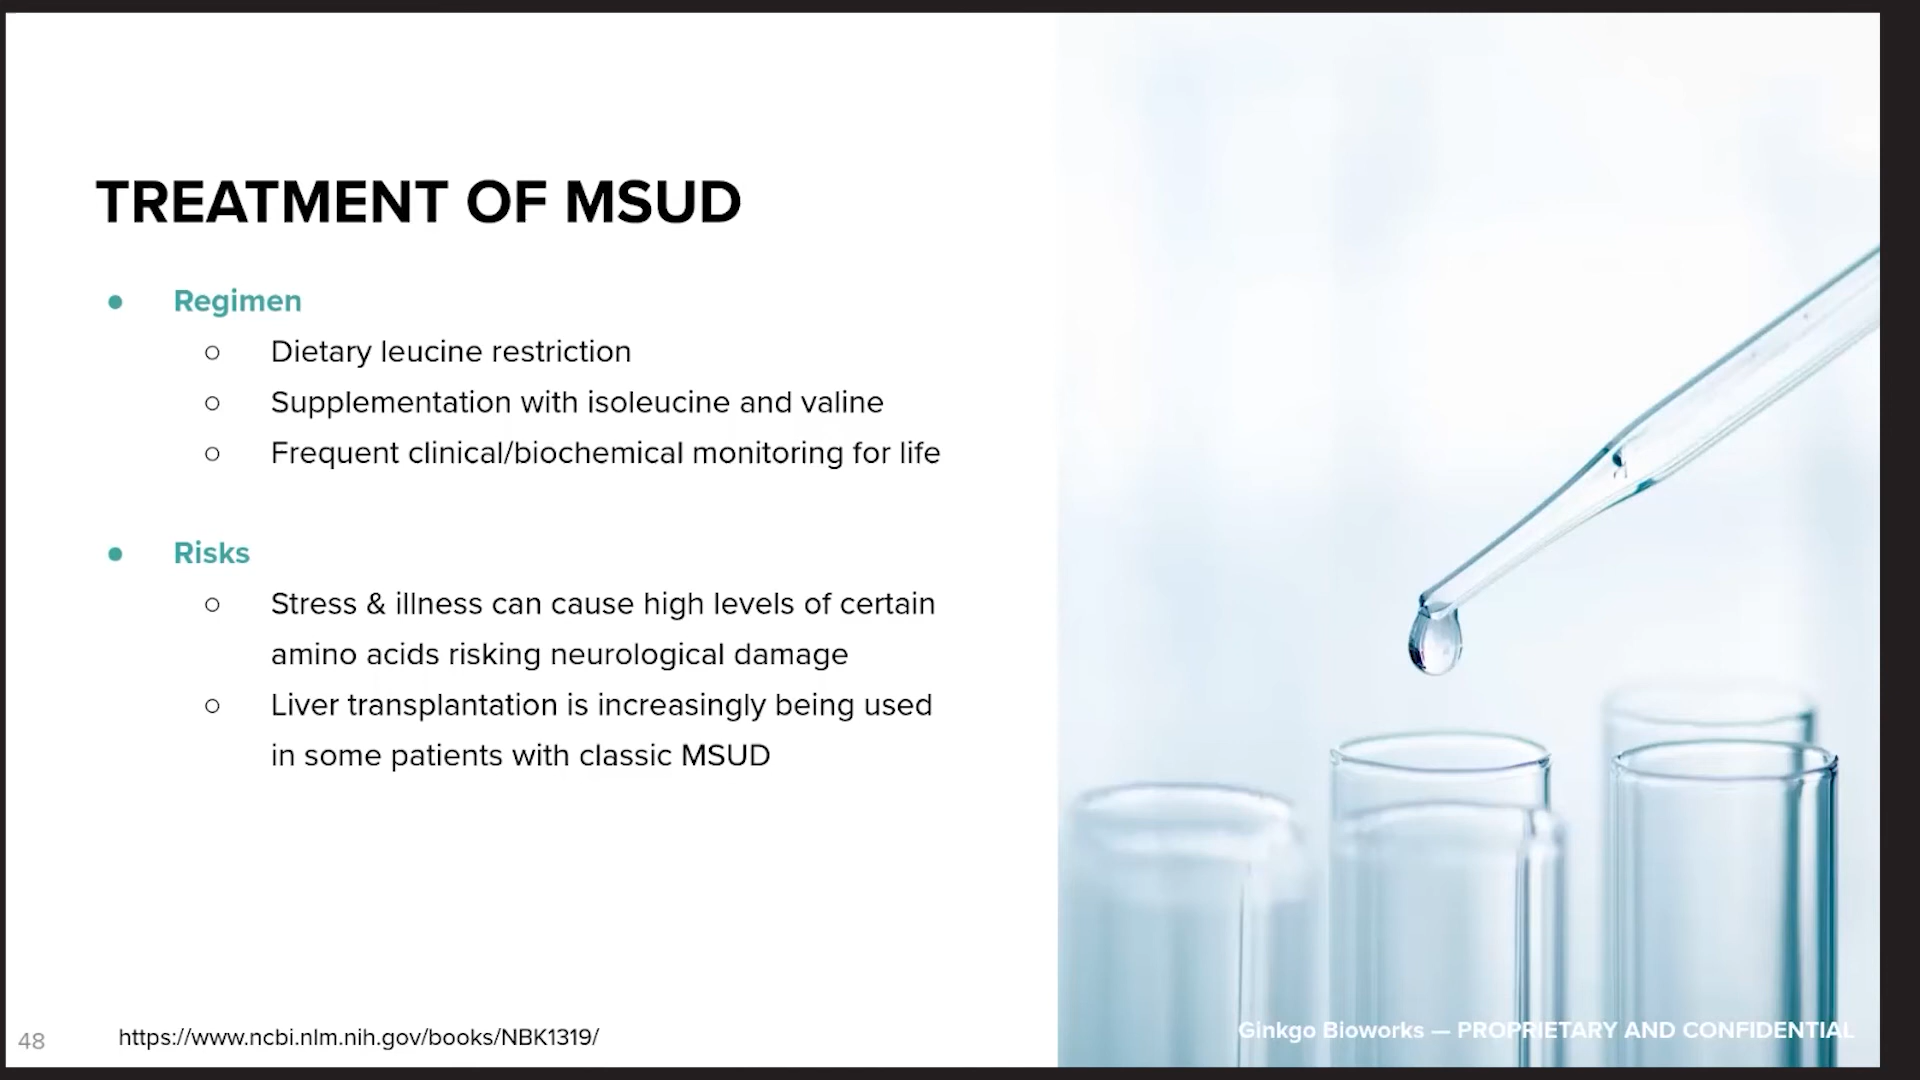 TREATMENT OF MSUD
● Regimen
○ Dietary leucine restriction
○ Supplementation with isoleucine and valine
○ Frequent clinical/biochemical monitoring for life
● Risks
○ Stress & illness can cause high levels of certain
amino acids risking neurological damage
○ Liver transplantation is increasingly being used
in some patients with classic MSUD
48
https://www.ncbi.nlm.nih.gov/books/NBK1319/
Ginkgo Bioworks — PROPRIETARY AND CONFIDENTIAL